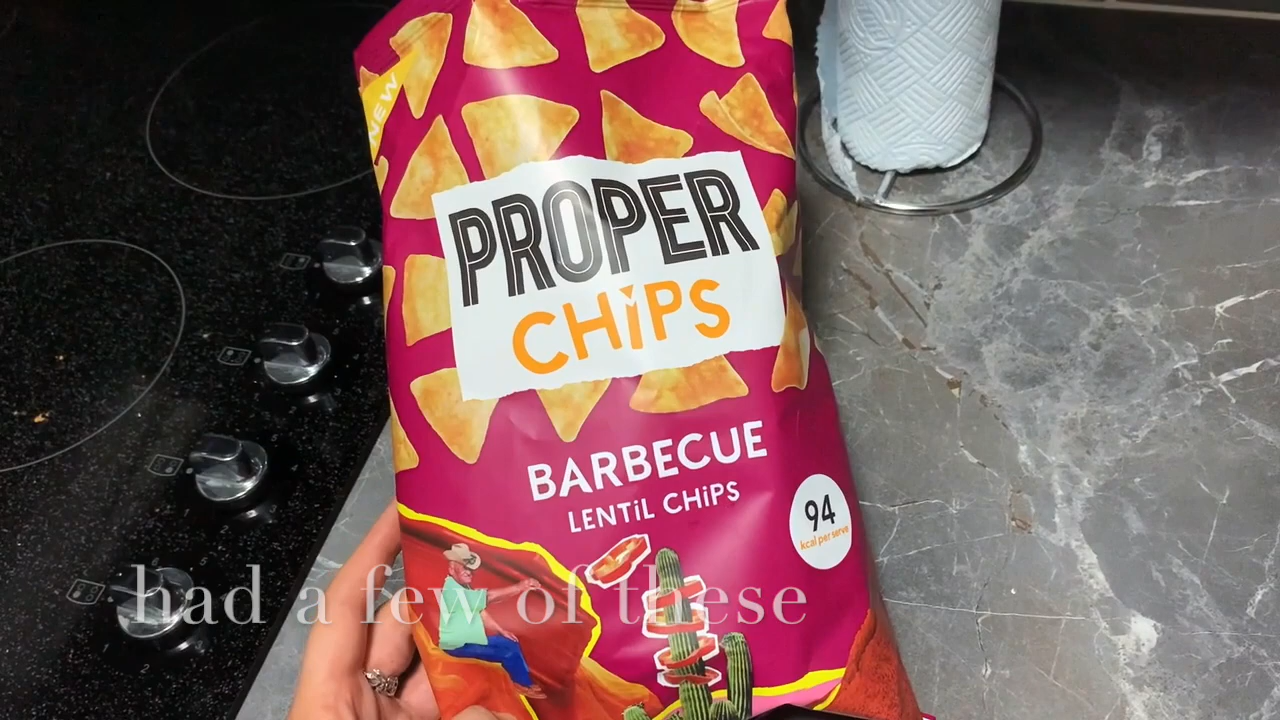 NEW
PROPER
CHiPS
BARBECUE
LENTiL CHiPS
94
kcal per serve
had a few of these